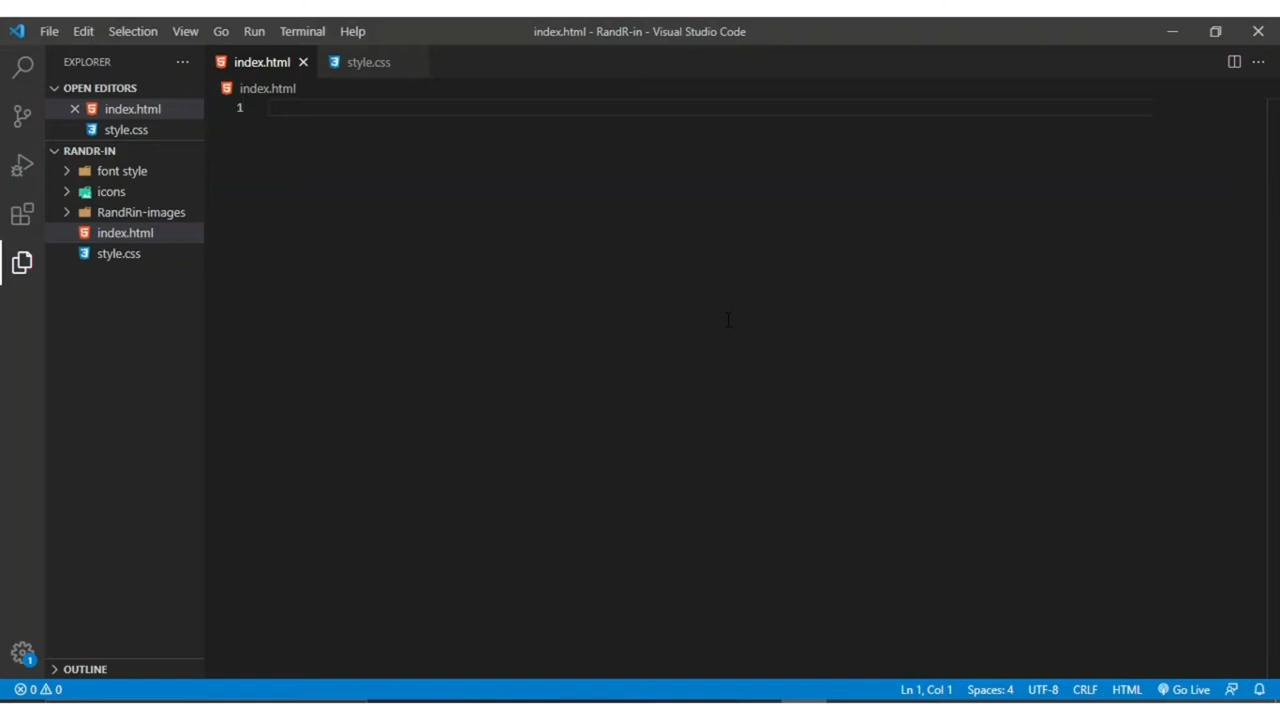 File Edit Selection View Go Run Terminal Help index.html - RandR-in - Visual Studio Code
EXPLORER
OPEN EDITORS
index.html
style.css
RANDR-IN
font style
icons
RandRin-images
index.html
style.css
OUTLINE
index.html style.css
index.html
1
1
0 0 Ln 1, Col 1 Spaces: 4 UTF-8 CRLF HTML Go Live